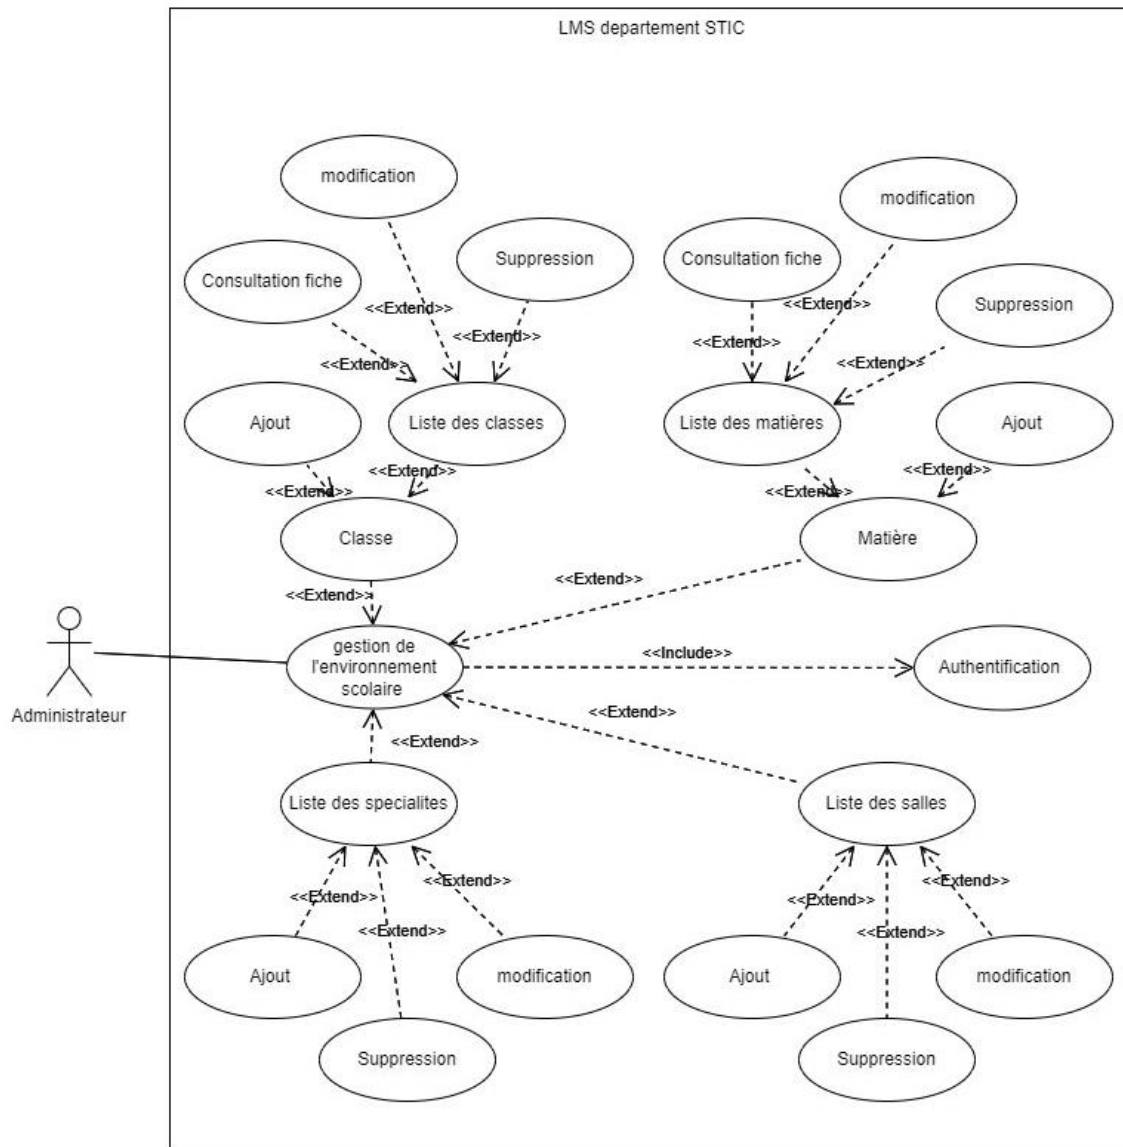 LMS departement STIC
modification
modification
Consultation fiche
Suppression
Consultation fiche
Suppression
<<Extend>>
<<Extend>>
<<Extend>>
<<Extend>>
<<Extend>>
<<Extend>>
Ajout
Liste des classes
Liste des matières
Ajout
<<Extend>>
<<Extend>>
<<Extend>>
<<Extend>>
Classe
Matière
<<Extend>>
<<Extend>>
gestion de
l'environnement
scolaire
<<Include>>
Authentification
Administrateur
<<Extend>>
<<Extend>>
Liste des specialites
Liste des salles
<<Extend>>
<<Extend>>
<<Extend>>
<<Extend>>
<<Extend>>
<<Extend>>
Ajout
modification
Ajout
modification
Suppression
Suppression